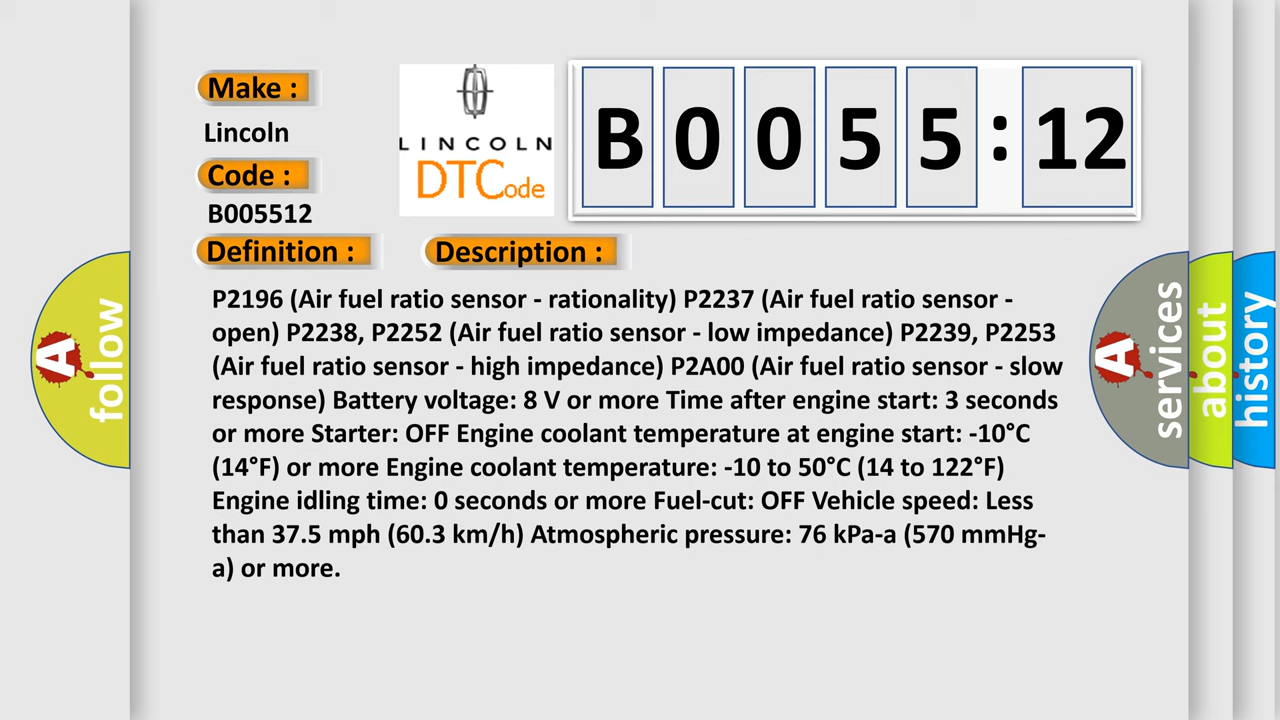 Make :
Lincoln
Code :
B005512
LINCOLN
DTCode
B 0 0 5 5 : 12
Definition :
Description :
P2196 (Air fuel ratio sensor - rationality) P2237 (Air fuel ratio sensor -
open) P2238, P2252 (Air fuel ratio sensor - low impedance) P2239, P2253
(Air fuel ratio sensor - high impedance) P2A00 (Air fuel ratio sensor - slow
response) Battery voltage: 8 V or more Time after engine start: 3 seconds
or more Starter: OFF Engine coolant temperature at engine start: -10°C
(14°F) or more Engine coolant temperature: -10 to 50°C (14 to 122°F)
Engine idling time: 0 seconds or more Fuel-cut: OFF Vehicle speed: Less
than 37.5 mph (60.3 km/h) Atmospheric pressure: 76 kPa-a (570 mmHg-
a) or more.
A follow
A services
about
history